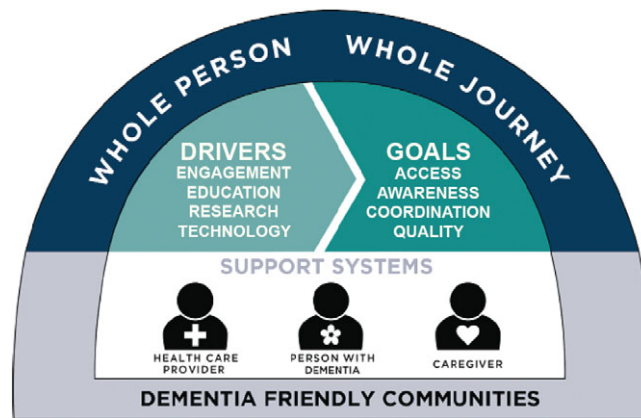 WHOLE PERSON
WHOLE JOURNEY
DRIVERS
ENGAGEMENT
EDUCATION
RESEARCH
TECHNOLOGY
GOALS
ACCESS
AWARENESS
COORDINATION
QUALITY
SUPPORT SYSTEMS
HEALTH CARE
PROVIDER
PERSON WITH
DEMENTIA
CAREGIVER
DEMENTIA FRIENDLY COMMUNITIES